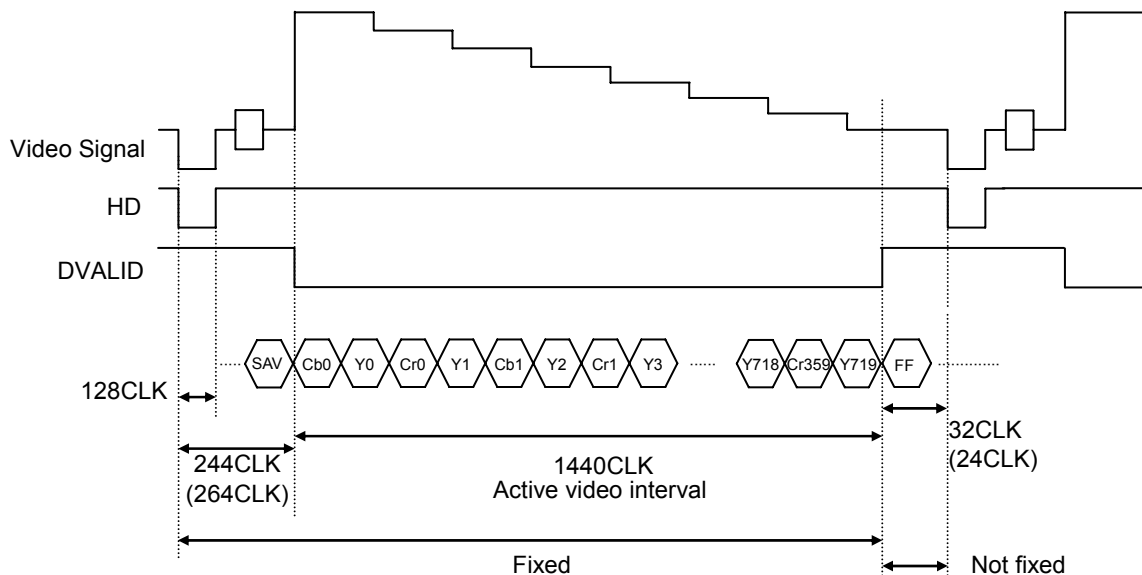 Video Signal
HD
DVALID
SAV Cb0 Y0 Cr0 Y1 Cb1 Y2 Cr1 Y3 Y718 Cr359 Y719 FF
128CLK
32CLK
(24CLK)
244CLK
(264CLK)
1440CLK
Active video interval
Fixed
Not fixed